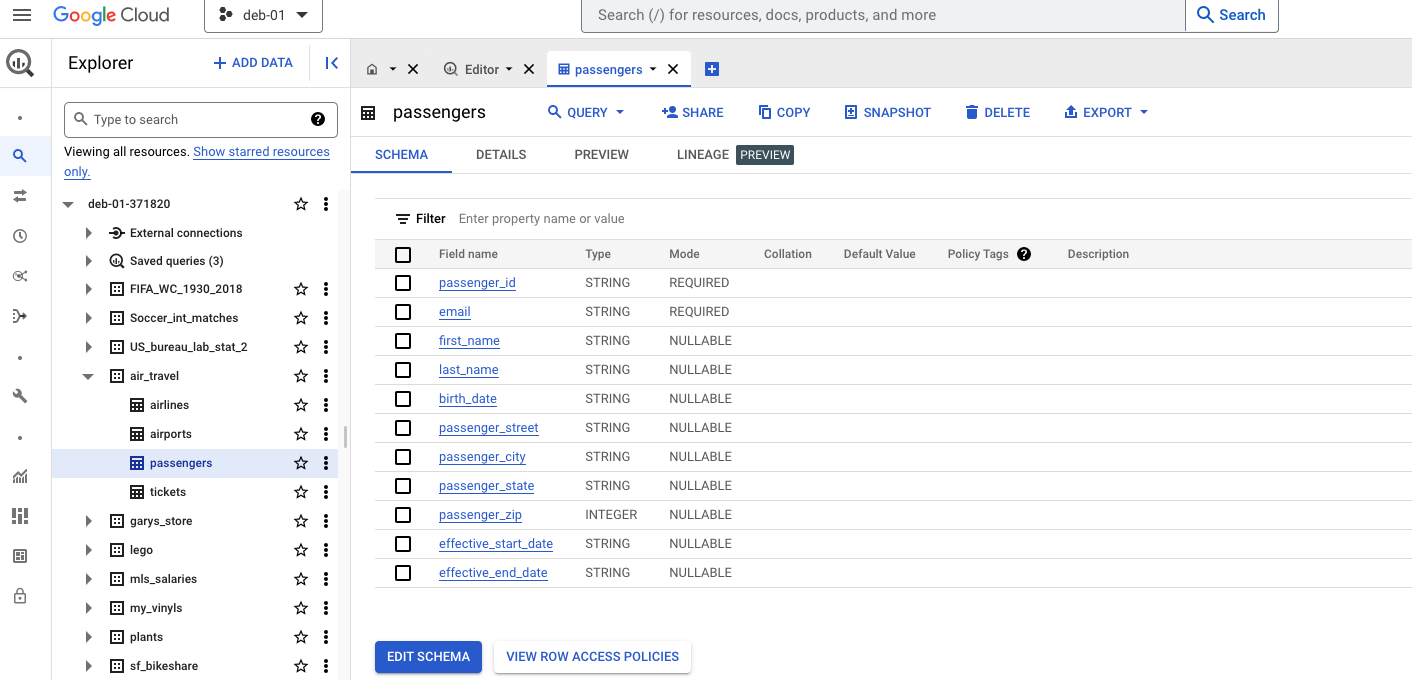 Google Cloud
deb-01
Search (/) for resources, docs, products, and more
Search
Explorer
ADD DATA
Editor
passengers
Type to search
Viewing all resources. Show starred resources
only.
deb-01-371820
External connections
Saved queries (3)
FIFA_WC_1930_2018
Soccer_int_matches
US_bureau_lab_stat_2
air_travel
airlines
airports
passengers
tickets
garys_store
lego
mls_salaries
my_vinyls
plants
sf_bikeshare
passengers
QUERY
SHARE
COPY
SNAPSHOT
DELETE
EXPORT
SCHEMA DETAILS PREVIEW LINEAGE PREVIEW
Filter Enter property name or value
Field name Type Mode Collation Default Value Policy Tags ? Description
passenger_id STRING REQUIRED
email STRING REQUIRED
first_name STRING NULLABLE
last_name STRING NULLABLE
birth_date STRING NULLABLE
passenger_street STRING NULLABLE
passenger_city STRING NULLABLE
passenger_state STRING NULLABLE
passenger_zip INTEGER NULLABLE
effective_start_date STRING NULLABLE
effective_end_date STRING NULLABLE
EDIT SCHEMA VIEW ROW ACCESS POLICIES